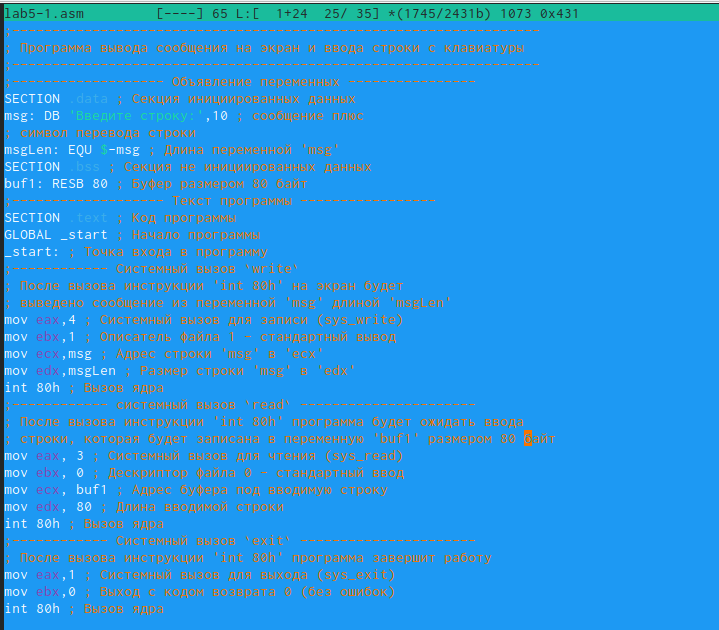 lab5-1.asm [----] 65 L:[ 1+24 25/ 35] *(1745/2431b) 1073 0x431
;------------------------------------------------------------------
; Программа вывода сообщения на экран и ввода строки с клавиатуры
;------------------------------------------------------------------
;------------------- Объявление переменных ----------------
SECTION .data ; Секция инициированных данных
msg: DB 'Введите строку:',10 ; сообщение плюс
; символ перевода строки
msgLen: EQU $-msg ; Длина переменной 'msg'
SECTION .bss ; Секция не инициированных данных
buf1: RESB 80 ; Буфер размером 80 байт
;------------------- Текст программы -----------------
SECTION .text ; Код программы
GLOBAL _start ; Начало программы
_start: ; Точка входа в программу
;------------ Системный вызов `write`
; После вызова инструкции 'int 80h' на экран будет
; выведено сообщение из переменной 'msg' длиной 'msgLen'
mov eax,4 ; Системный вызов для записи (sys_write)
mov ebx,1 ; Описатель файла 1 - стандартный вывод
mov ecx,msg ; Адрес строки 'msg' в 'ecx'
mov edx,msgLen ; Размер строки 'msg' в 'edx'
int 80h ; Вызов ядра
;------------ системный вызов `read` ----------------------
; После вызова инструкции 'int 80h' программа будет ожидать ввода
; строки, которая будет записана в переменную 'buf1' размером 80 байт
mov eax, 3 ; Системный вызов для чтения (sys_read)
mov ebx, 0 ; Дескриптор файла 0 - стандартный ввод
mov ecx, buf1 ; Адрес буфера под вводимую строку
mov edx, 80 ; Длина вводимой строки
int 80h ; Вызов ядра
;------------ Системный вызов `exit` ----------------------
; После вызова инструкции 'int 80h' программа завершит работу
mov eax,1 ; Системный вызов для выхода (sys_exit)
mov ebx,0 ; Выход с кодом возврата 0 (без ошибок)
int 80h ; Вызов ядра